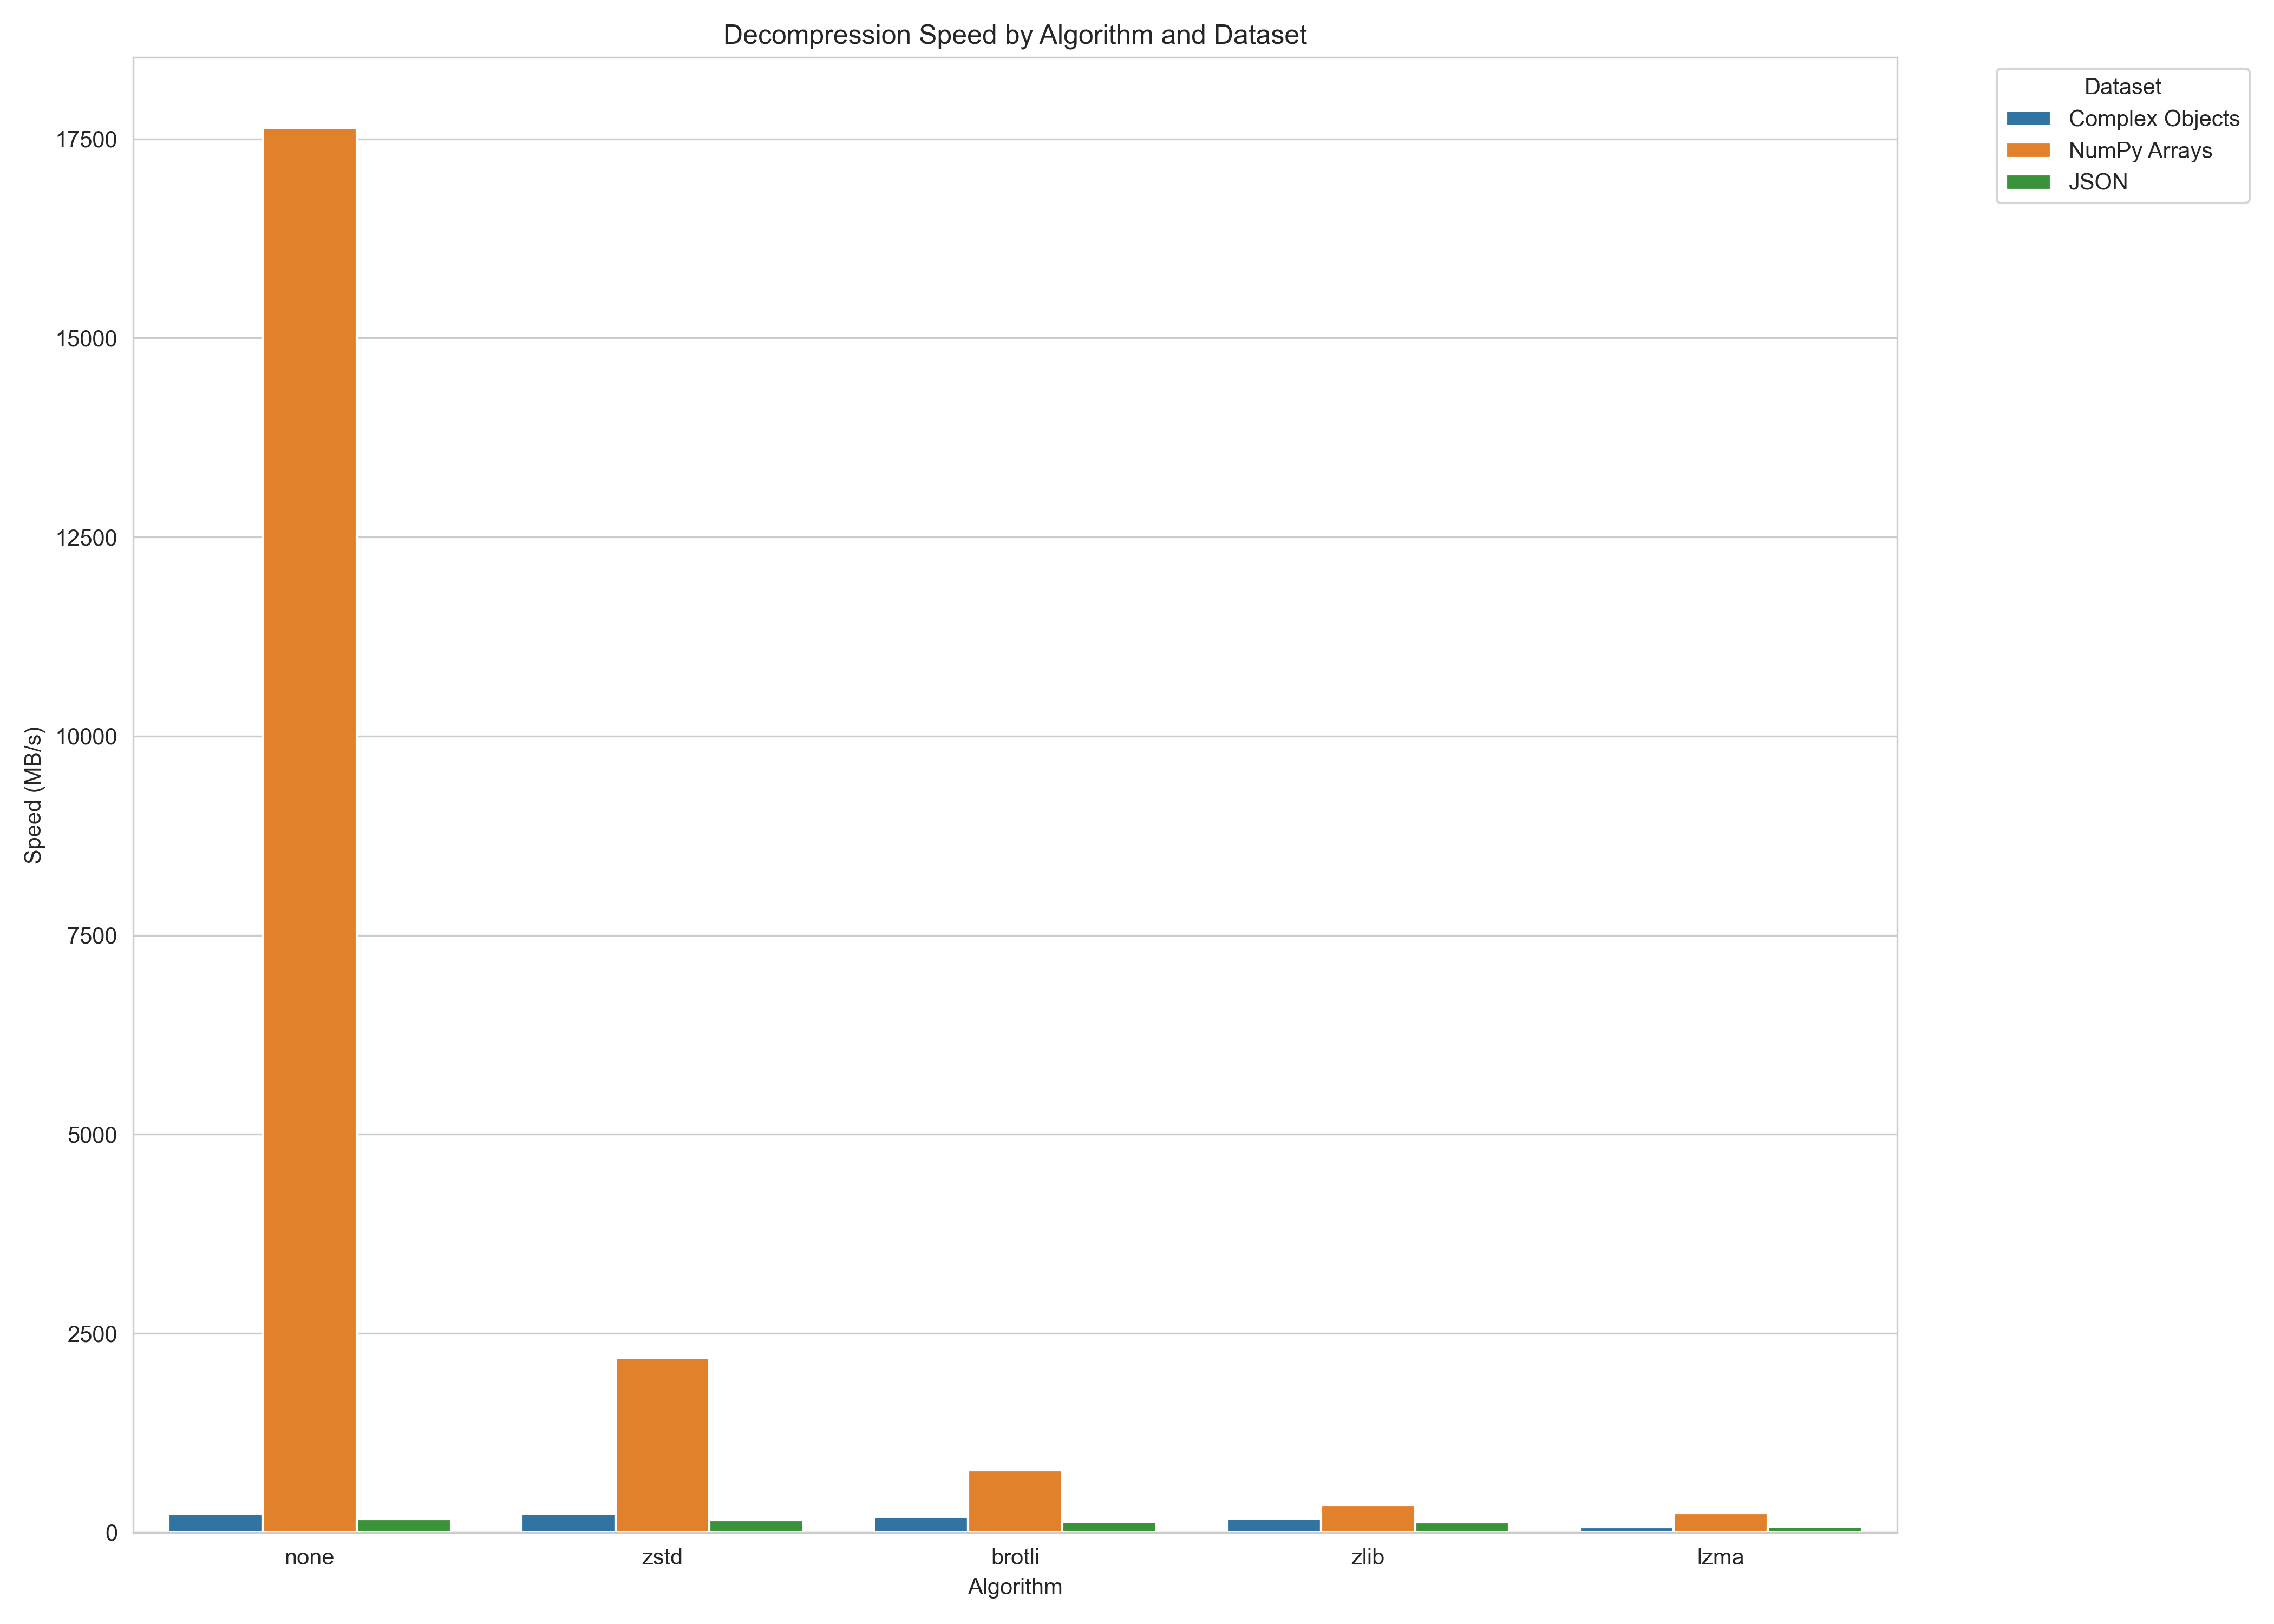 Decompression Speed by Algorithm and Dataset
Dataset
Complex Objects
NumPy Arrays
JSON
Speed (MB/s)
17500
15000
12500
10000
7500
5000
2500
0
none
zstd
brotli
zlib
lzma
Algorithm